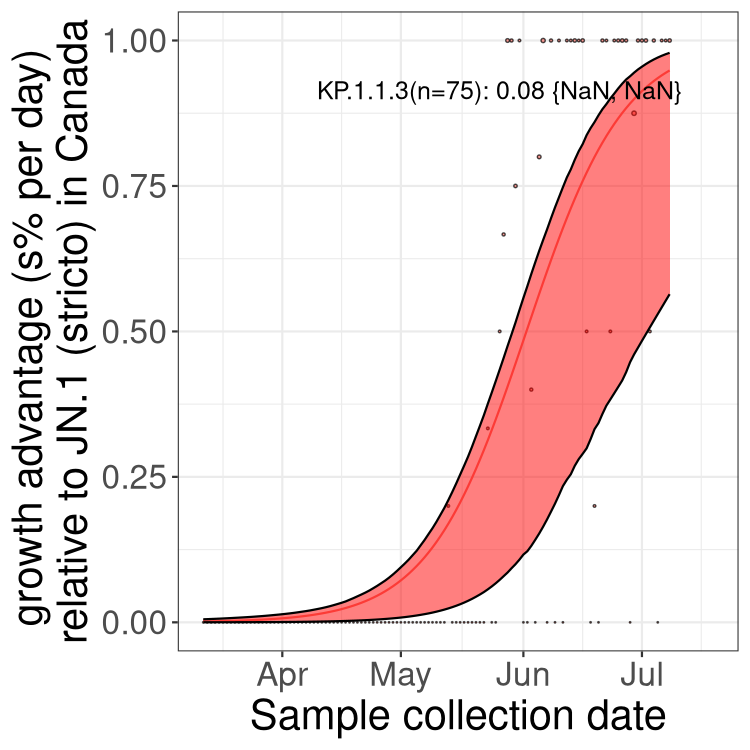 growth advantage (s% per day)
relative to JN.1 (stricto) in Canada
1.00
0.75
0.50
0.25
0.00
KP.1.1.3(n=75): 0.08 {NaN, NaN}
Apr May Jun Jul
Sample collection date